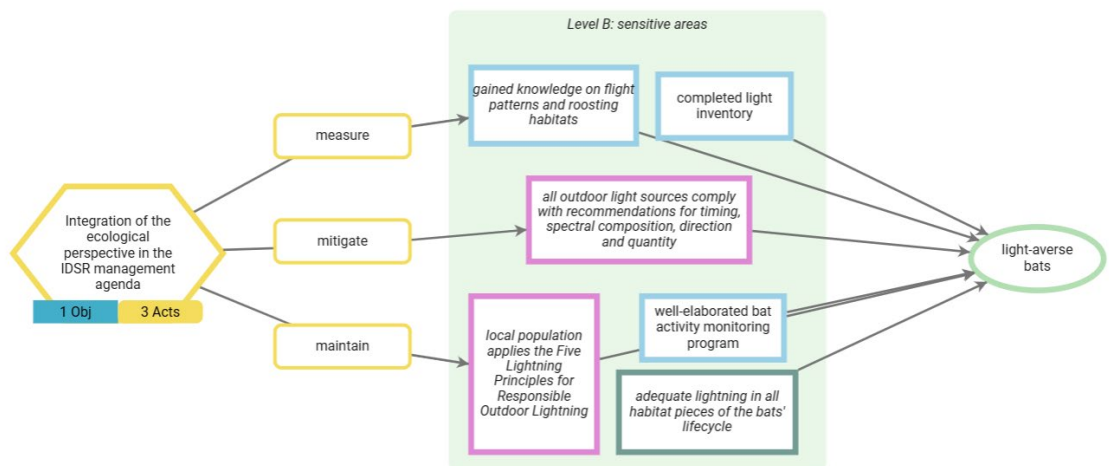 Level B: sensitive areas
Integration of the
ecological
perspective in the
IDSR management
agenda
1 Obj
3 Acts
measure
mitigate
maintain
gained knowledge on flight
patterns and roosting
habitats
completed light
inventory
all outdoor light sources comply
with recommendations for timing,
spectral composition, direction
and quantity
local population
applies the Five
Lightning
Principles for
Responsible
Outdoor Lightning
well-elaborated bat
activity monitoring
program
adequate lightning in all
habitat pieces of the bats'
lifecycle
light-averse
bats